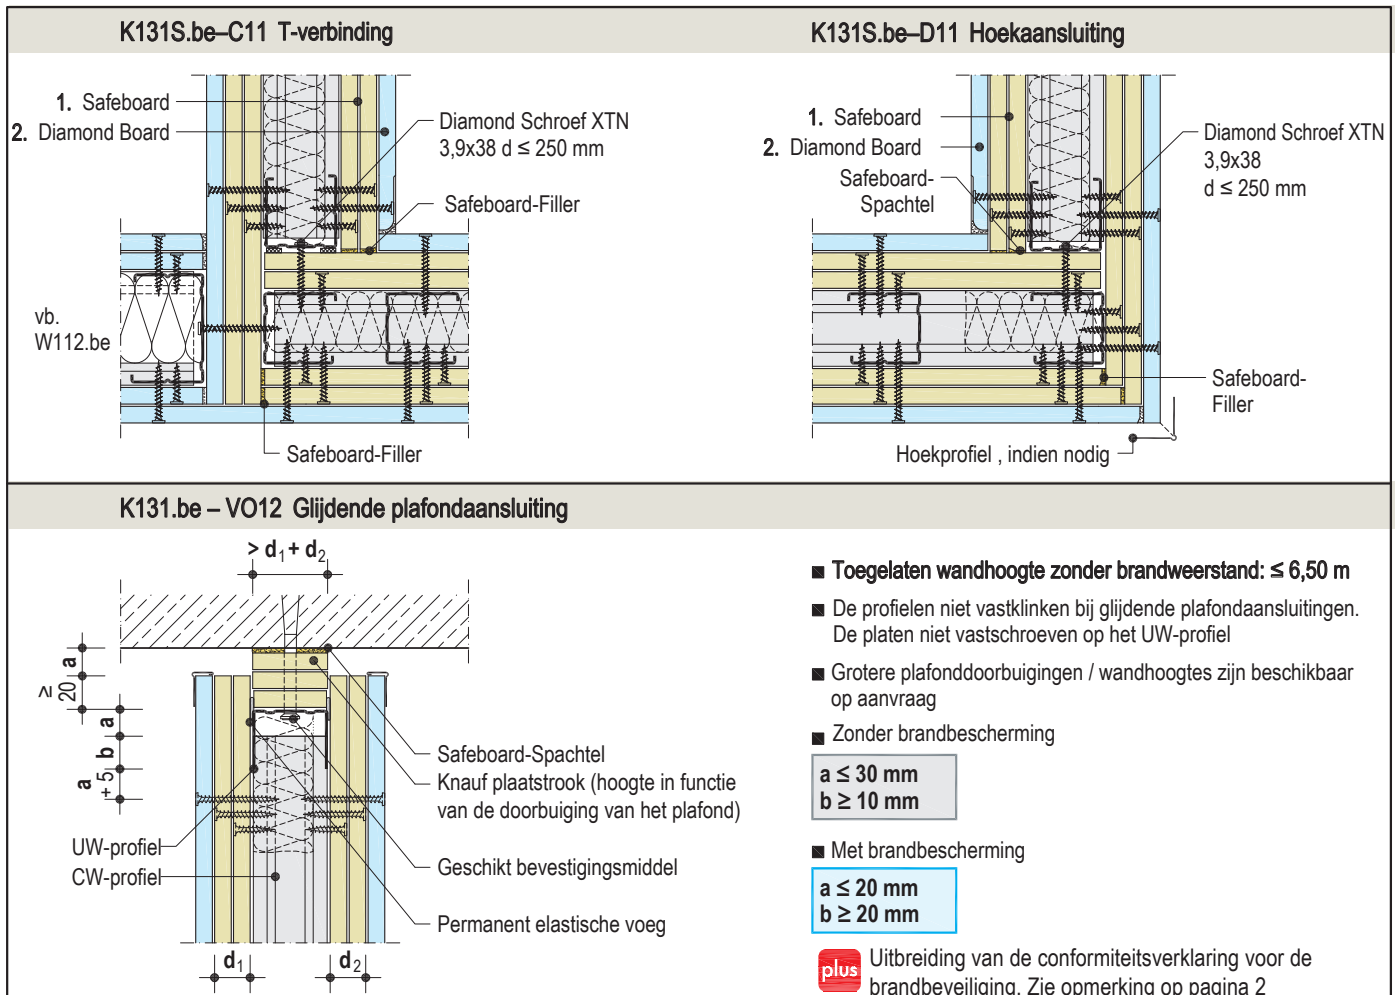 K131S.be–C11 T-verbinding
1. Safeboard
2. Diamond Board
Diamond Schroef XTN
3,9x38 d ≤ 250 mm
Safeboard-Filler
vb.
W112.be
Safeboard-Filler
K131S.be–D11 Hoekaansluiting
1. Safeboard
2. Diamond Board
Safeboard-
Spachtel
Diamond Schroef XTN
3,9x38
d ≤ 250 mm
Safeboard-
Filler
Hoekprofiel , indien nodig
K131.be – VO12 Glijdende plafondaansluiting
> d1 + d2
a
≥ 20
a
b
a + 5
Safeboard-Spachtel
Knauf plaatstrook (hoogte in functie
van de doorbuiging van het plafond)
UW-profiel
CW-profiel
Geschikt bevestigingsmiddel
Permanent elastische voeg
d1
d2
■ Toegelaten wandhoogte zonder brandweerstand: ≤ 6,50 m
■ De profielen niet vastklinken bij glijdende plafondaansluitingen.
De platen niet vastschroeven op het UW-profiel
■ Grotere plafonddoorbuigingen / wandhoogtes zijn beschikbaar
op aanvraag
■ Zonder brandbescherming
a ≤ 30 mm
b ≥ 10 mm
■ Met brandbescherming
a ≤ 20 mm
b ≥ 20 mm
plus
Uitbreiding van de conformiteitsverklaring voor de
brandbeveiliging. Zie opmerking op pagina 2